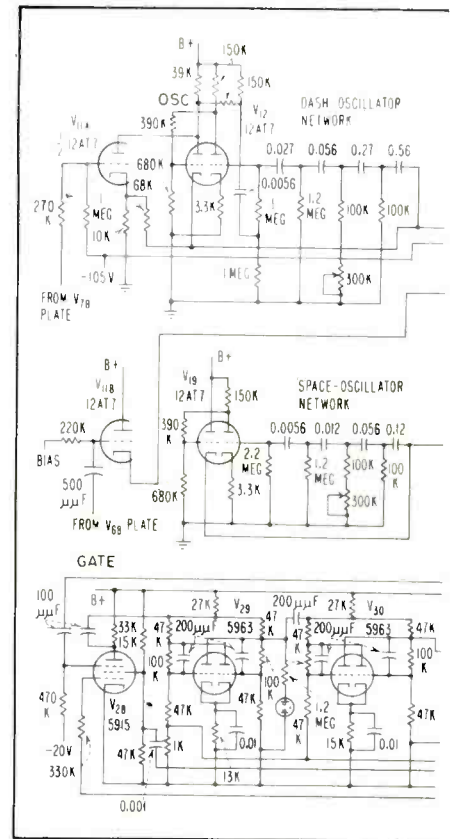 B+
150K
39K
150K
OSC
V12
12AT7
DASH OSCILLATOR
NETWORK
390K
V11A
12AT7
0.027 0.056 0.27 0.56
680K
68K
0.0056
270
K
1
MEG
10K
3.3K
1
MEG
1.2
MEG
100K
100K
-105V
1 MEG
300K
FROM V7B
PLATE
B+
B+
V11B
12AT7
V19
12AT7
150K
SPACE-OSCILLATOR
NETWORK
220K
390
K
0.0056 0.012 0.056 0.12
BIAS
2.2
MEG
1.2
MEG
100K
100
K
500
μμF
680K
3.3K
300K
FROM V6B PLATE
GATE
100
μμF
B+
27K
V29
5963
200μμF
27K
V30
5963
33K
15K
47
K
200μμF
47
K
47
K
200μμF
47K
100
K
100
K
100
K
470
K
V28
5915
47
K
47K
1.2
MEG
47K
-20V
330K
47K
1K
0.01
47
K
15K
0.01
13K
0.001